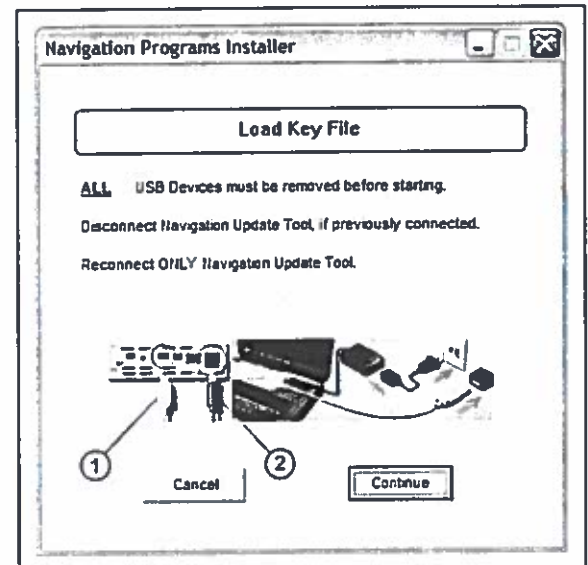 Navigation Programs Installer
Load Key File
ALL USB Devices must be removed before starting.
Disconnect Navigation Update Tool, if previously connected.
Reconnect ONLY Navigation Update Tool.
1
2
Cancel
Continue